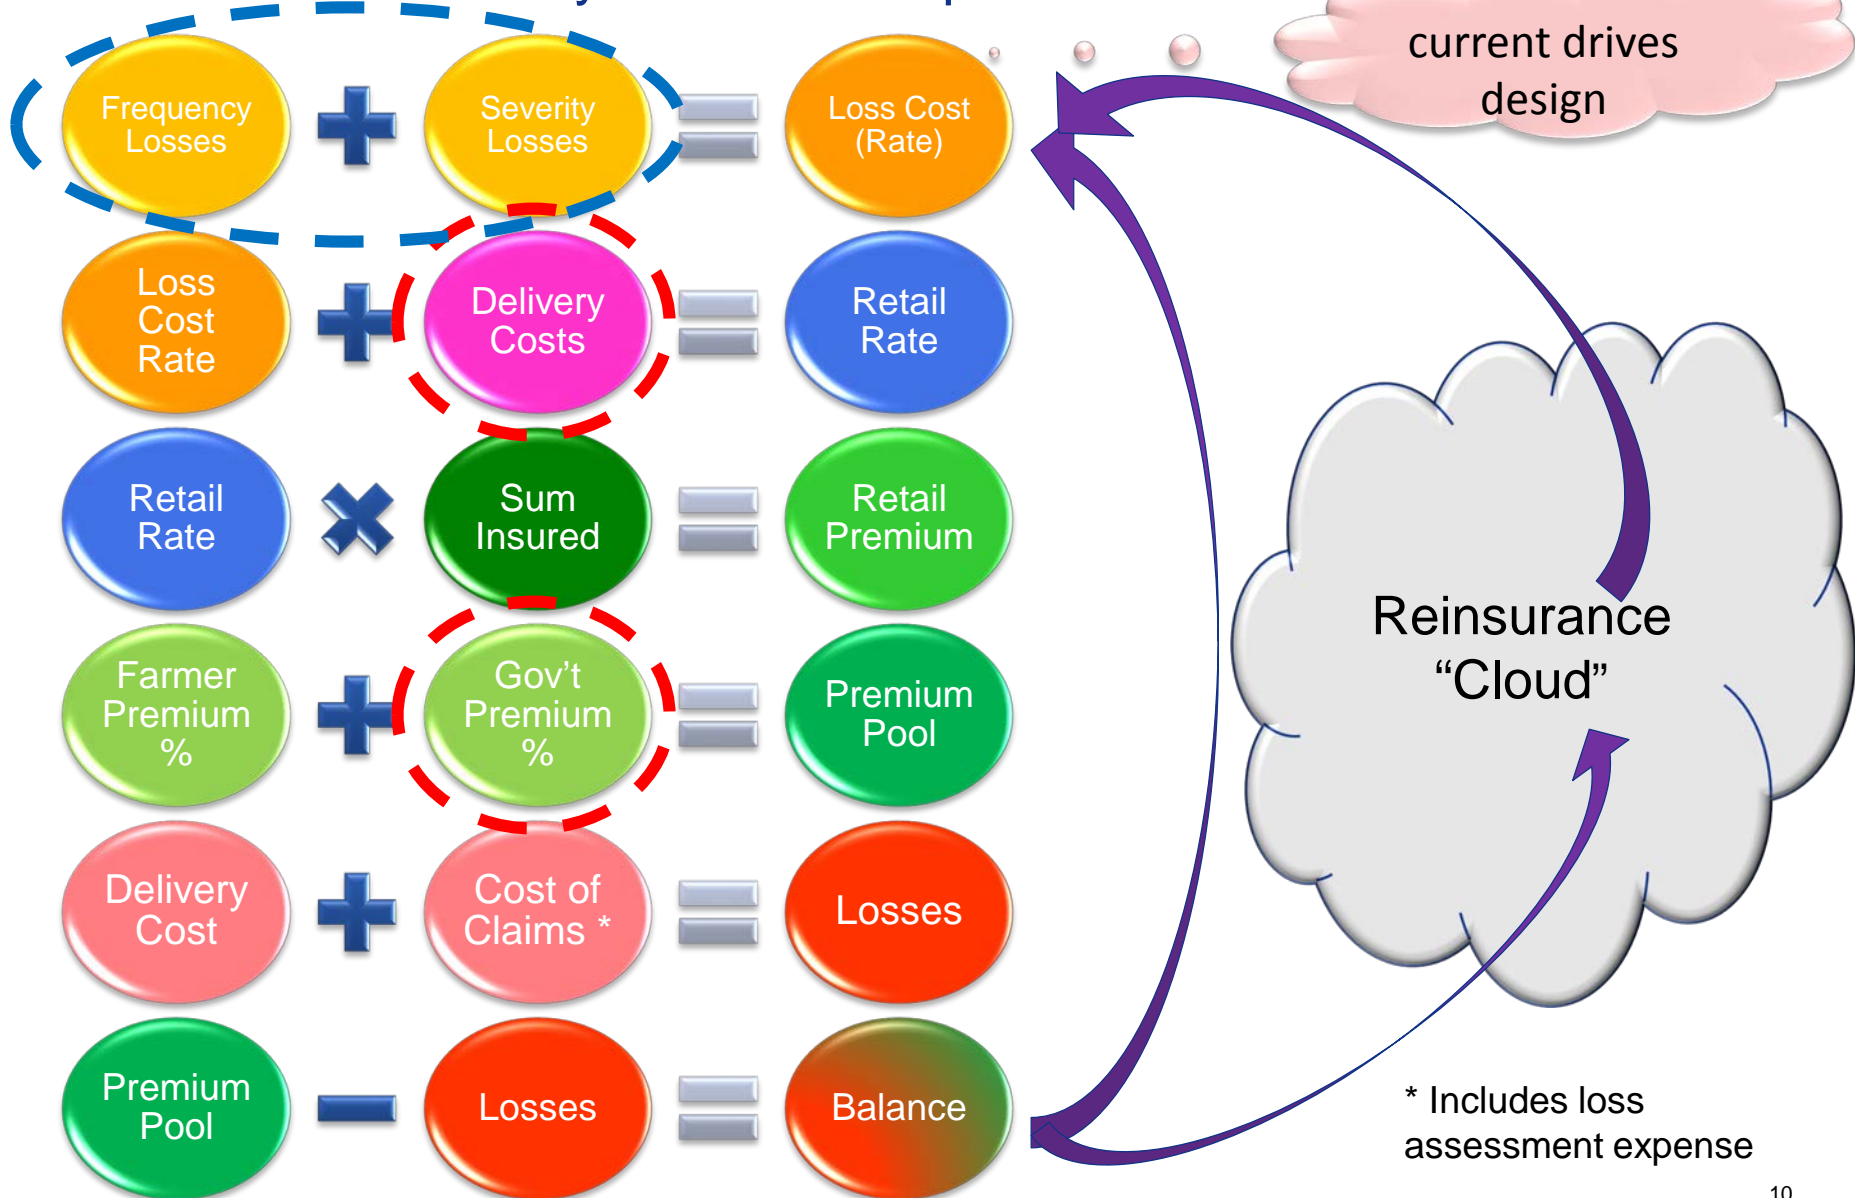 current drives
design
Frequency
Losses
Severity
Losses
Loss Cost
(Rate)
Loss
Cost
Rate
Delivery
Costs
Retail
Rate
Retail
Rate
Sum
Insured
Retail
Premium
Farmer
Premium
%
Gov’t
Premium
%
Premium
Pool
Delivery
Cost
Cost of
Claims *
Losses
Premium
Pool
Losses
Balance
Reinsurance
“Cloud”
* Includes loss
assessment expense
10